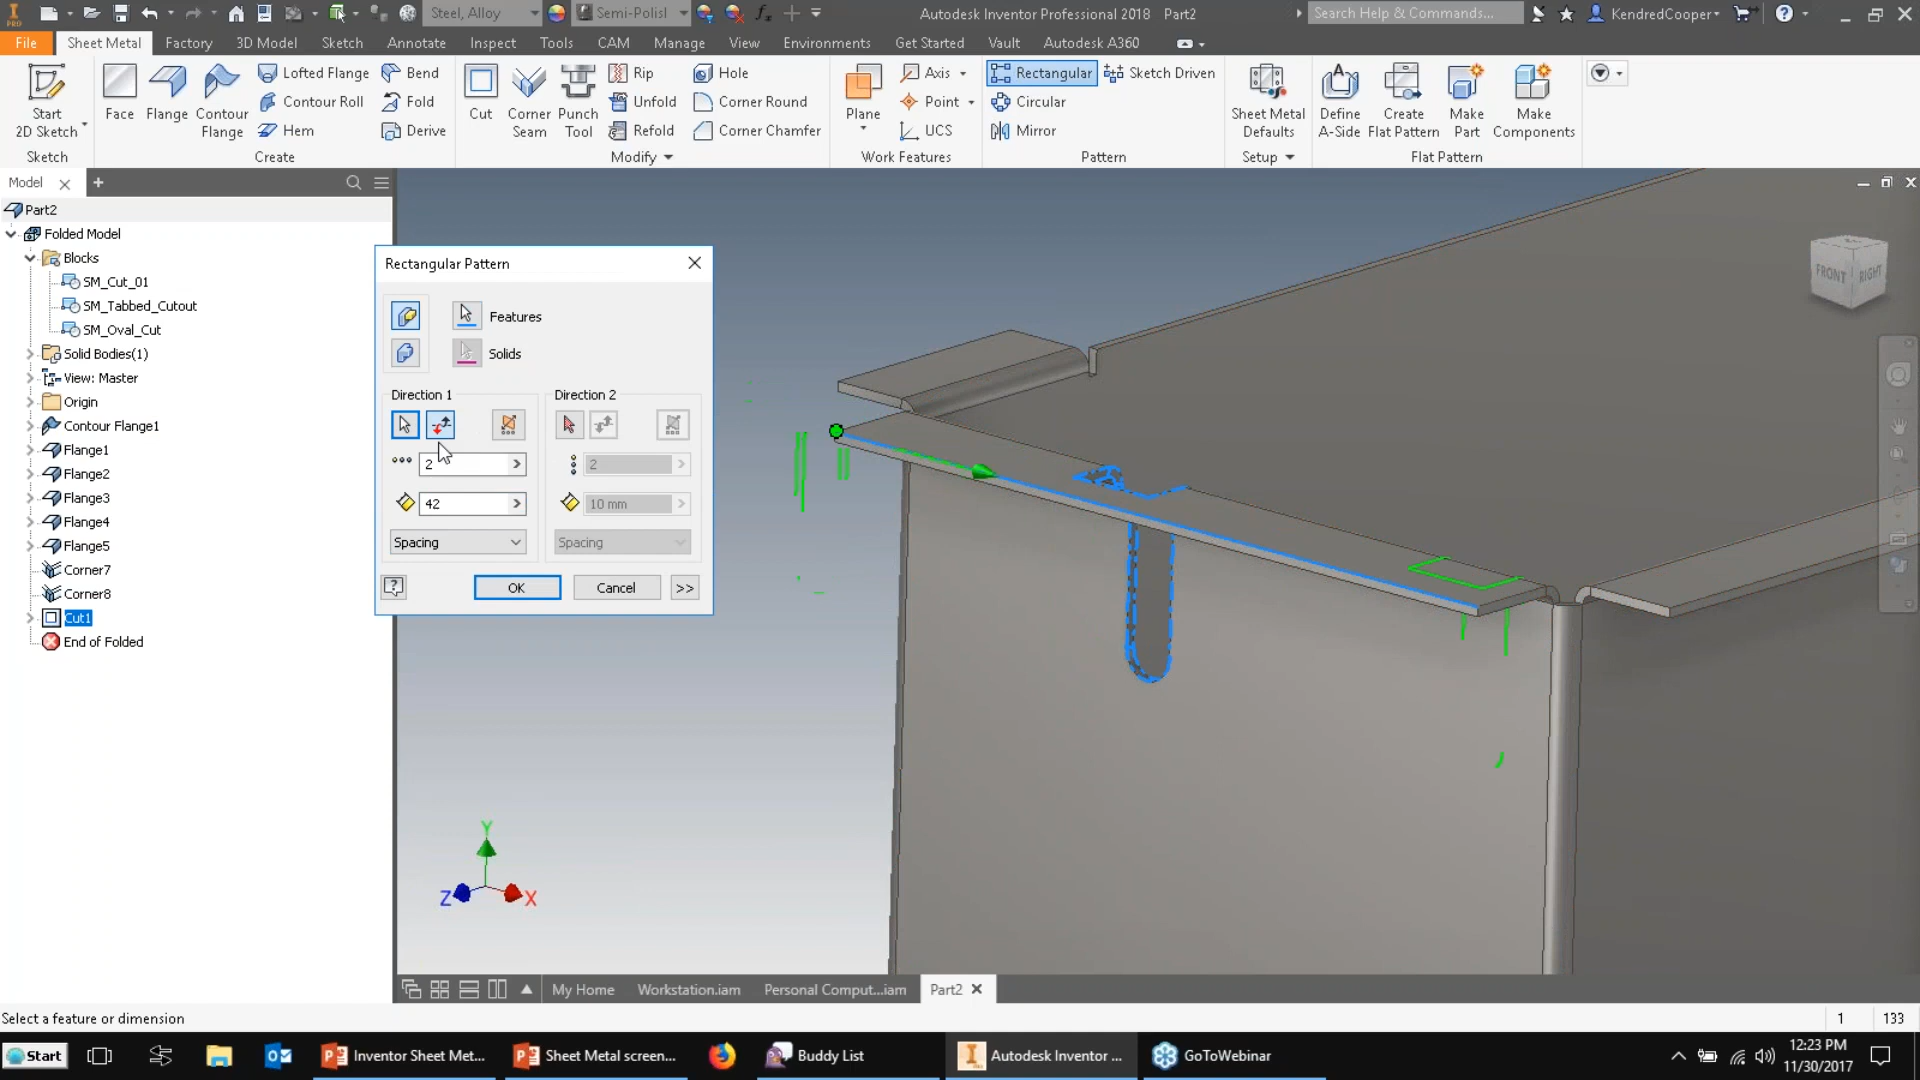 PRO
Steel, Alloy
Semi-Polisl
Autodesk Inventor Professional 2018 Part2
Search Help & Commands...
KendredCooper
File
Sheet Metal
Factory
3D Model
Sketch
Annotate
Inspect
Tools
CAM
Manage
View
Environments
Get Started
Vault
Autodesk A360
Start
2D Sketch
Face
Flange
Contour
Flange
Lofted Flange
Contour Roll
Hem
Bend
Fold
Derive
Cut
Corner
Seam
Punch
Tool
Rip
Unfold
Refold
Hole
Corner Round
Corner Chamfer
Plane
Axis
Point
UCS
Rectangular
Circular
Mirror
Sketch Driven
Sheet Metal
Defaults
Define
A-Side
Create
Flat Pattern
Make
Part
Make
Components
Sketch
Create
Modify
Work Features
Pattern
Setup
Flat Pattern
Model
Part2
Folded Model
Blocks
SM_Cut_01
SM_Tabbed_Cutout
SM_Oval_Cut
Solid Bodies(1)
View: Master
Origin
Contour Flange1
Flange1
Flange2
Flange3
Flange4
Flange5
Corner7
Corner8
Cut1
End of Folded
Rectangular Pattern
Features
Solids
Direction 1
Direction 2
2
2
42
10 mm
Spacing
Spacing
OK
Cancel
>>
FRONT
RIGHT
Y
Z
X
My Home
Workstation.iam
Personal Comput...iam
Part2
Select a feature or dimension
1
133
Start
Inventor Sheet Met...
Sheet Metal screen...
Buddy List
Autodesk Inventor ...
GoToWebinar
12:23 PM
11/30/2017